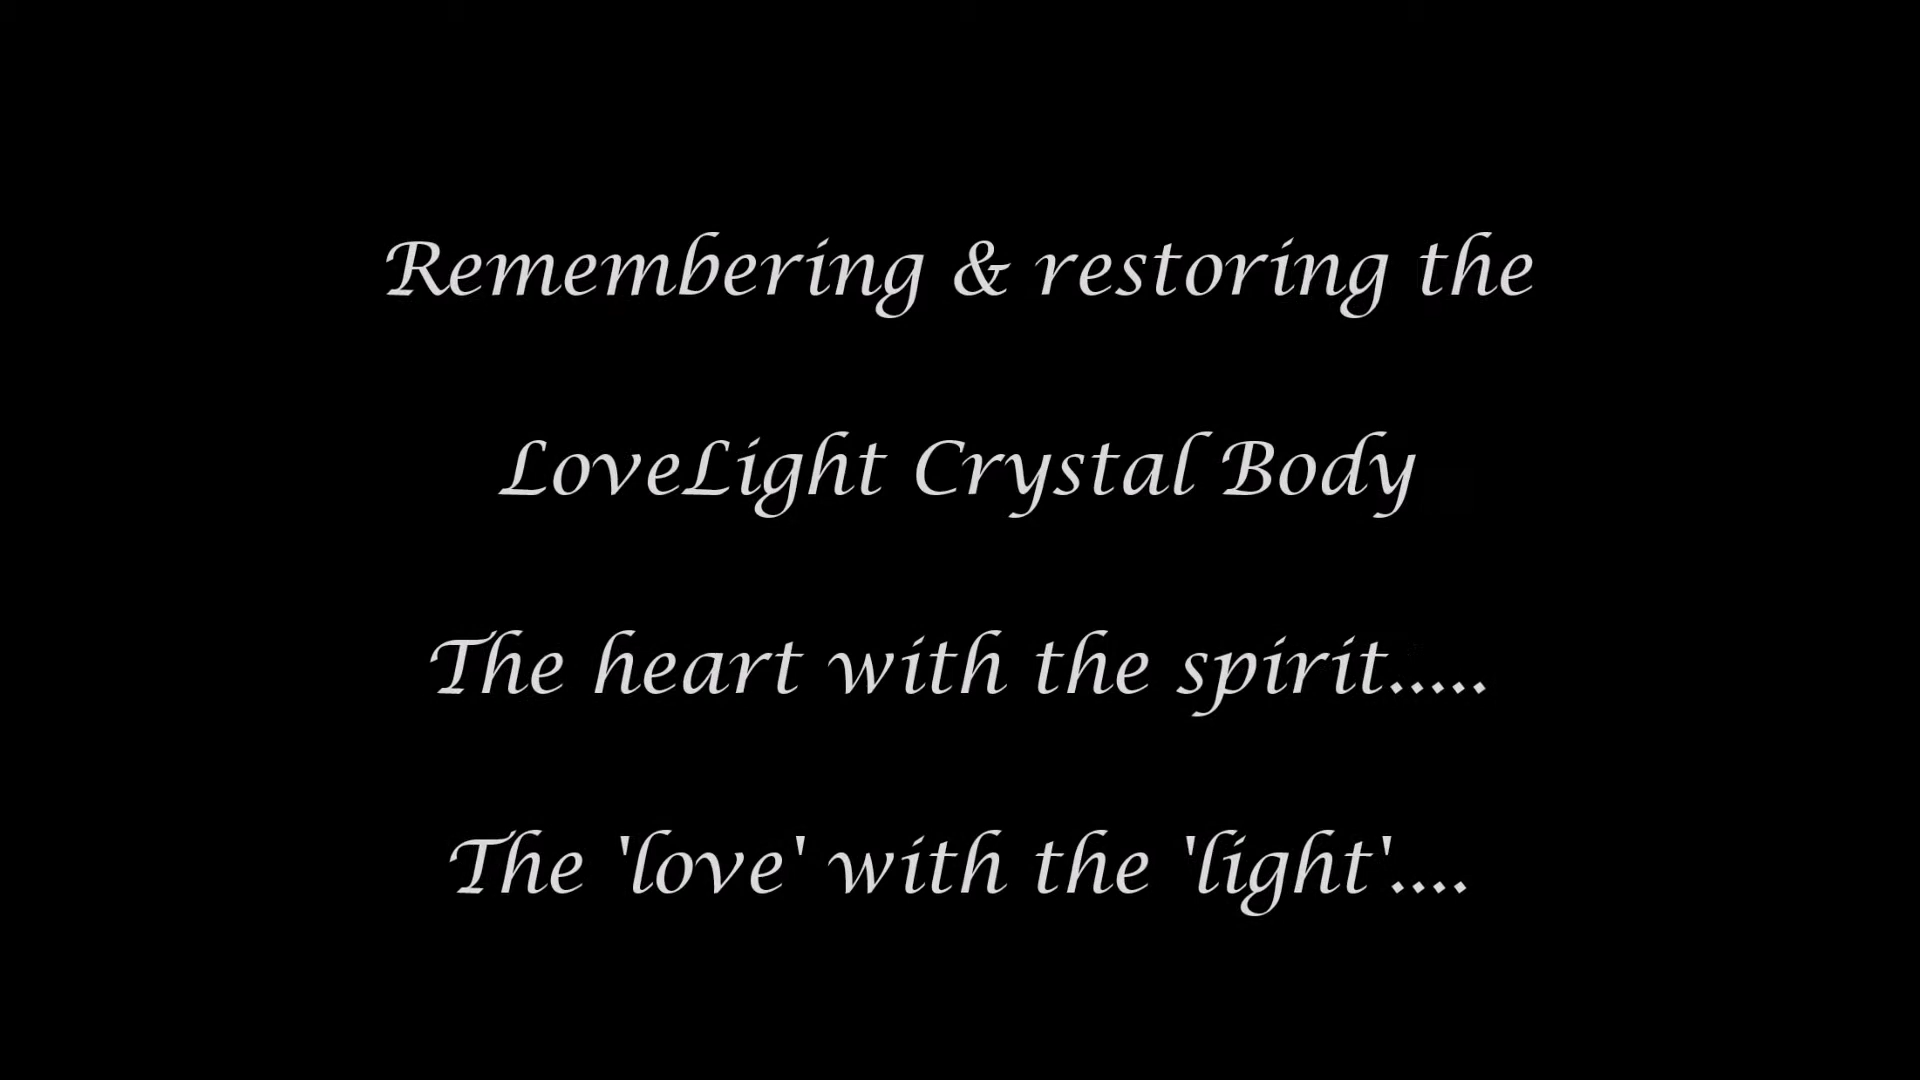 Remembering & restoring the
LoveLight Crystal Body
The heart with the spirit.....
The 'love' with the 'light'....